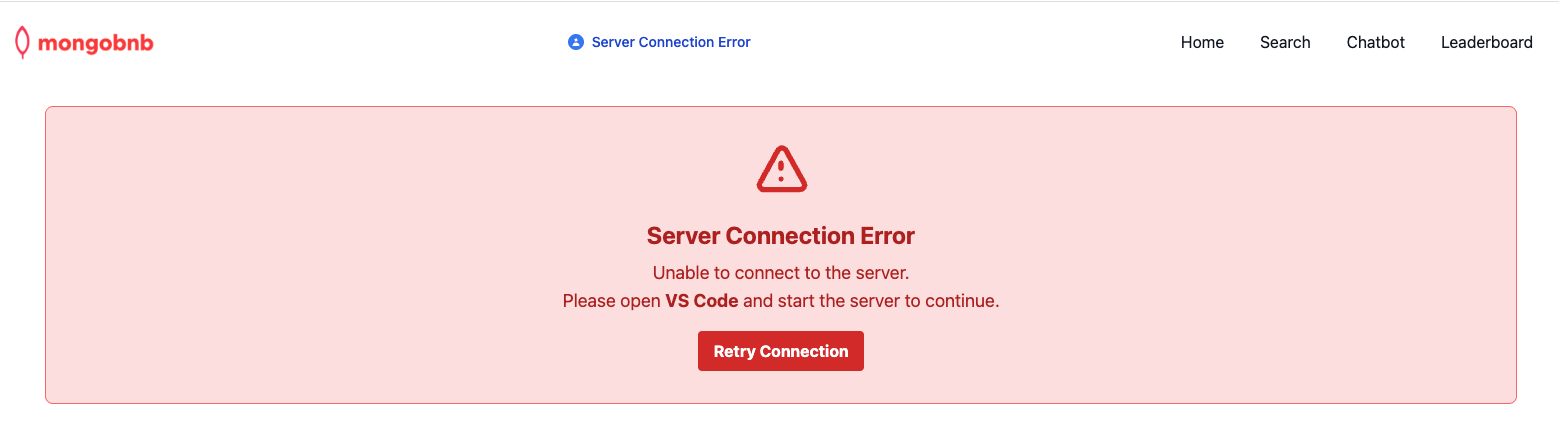 mongobnb
Server Connection Error
Home Search Chatbot Leaderboard
Server Connection Error
Unable to connect to the server.
Please open VS Code and start the server to continue.
Retry Connection